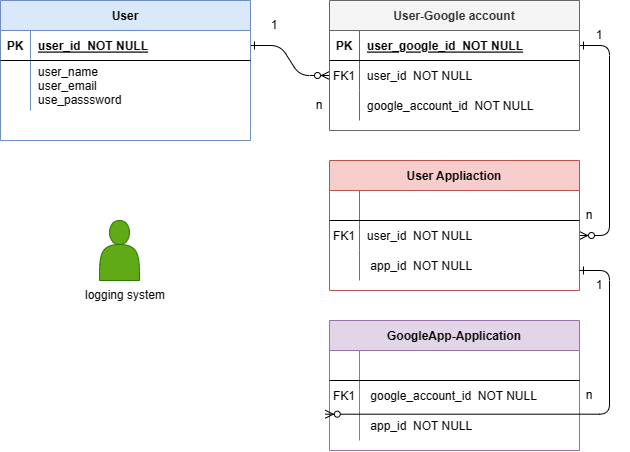 User
PK user_id NOT NULL
user_name
user_email
use_passsword
1
n
User-Google account
PK user_google_id NOT NULL
FK1 user_id NOT NULL
google_account_id NOT NULL
1
n
User Appliaction
FK1 user_id NOT NULL
app_id NOT NULL
1
n
GoogleApp-Application
FK1 google_account_id NOT NULL
app_id NOT NULL
logging system